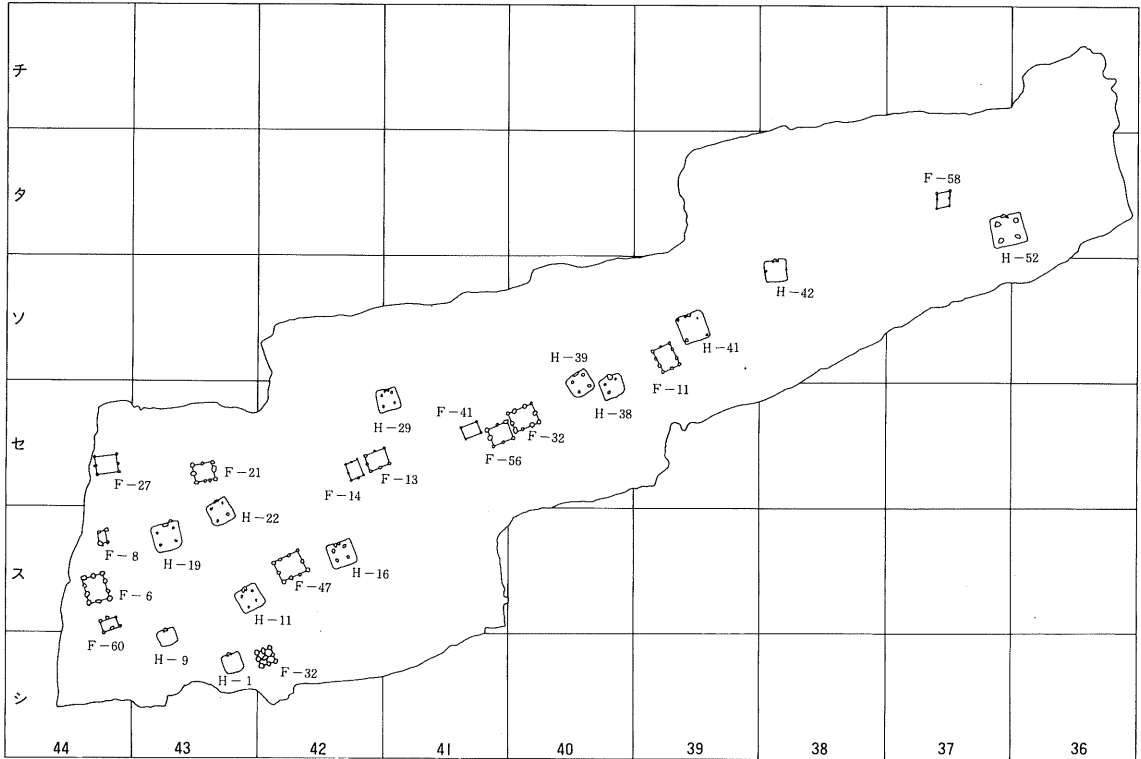 チ
タ
F－58
H－52
H－42
ソ
H－41
H－39
F－11
H－38
H－29
F－41
セ
F－32
F－56
F－13
F－21
F－14
F－27
H－22
F－8
H－19
ス
F－47
H－16
F－6
H－11
F－60
H－9
F－32
H－1
シ
44 43 42 41 40 39 38 37 36